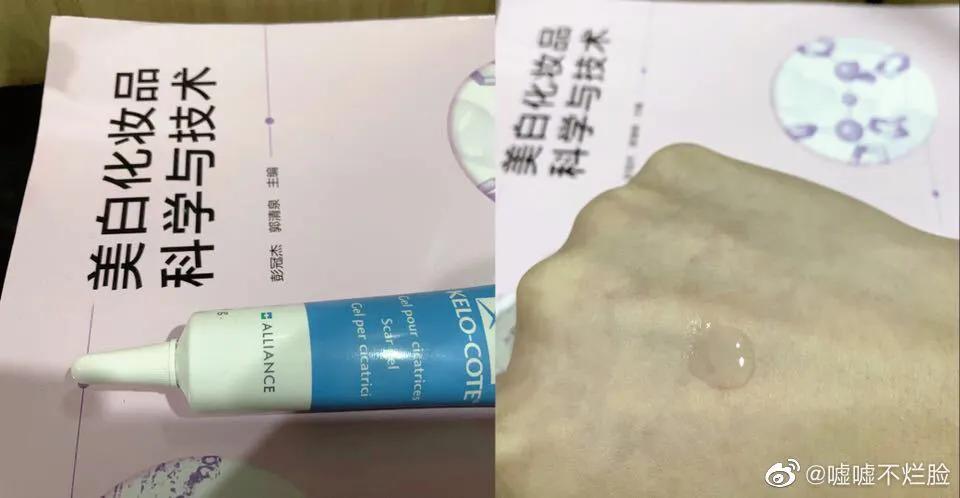 美白化妆品
科学与技术
彭冠杰 郭清泉 主编
ALLIANCE
KELO-COTE
Scar gel
Gel pour cicatrices
Gel per cicatrici
美白化妆品
科学与技术
@嘘嘘不烂脸